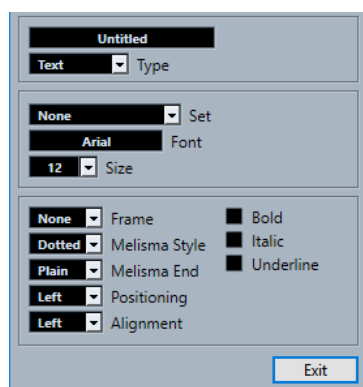 Untitled
Text Type
None Set
Arial Font
12 Size
None Frame Bold
Dotted Melisma Style Italic
Plain Melisma End Underline
Left Positioning
Left Alignment
Exit